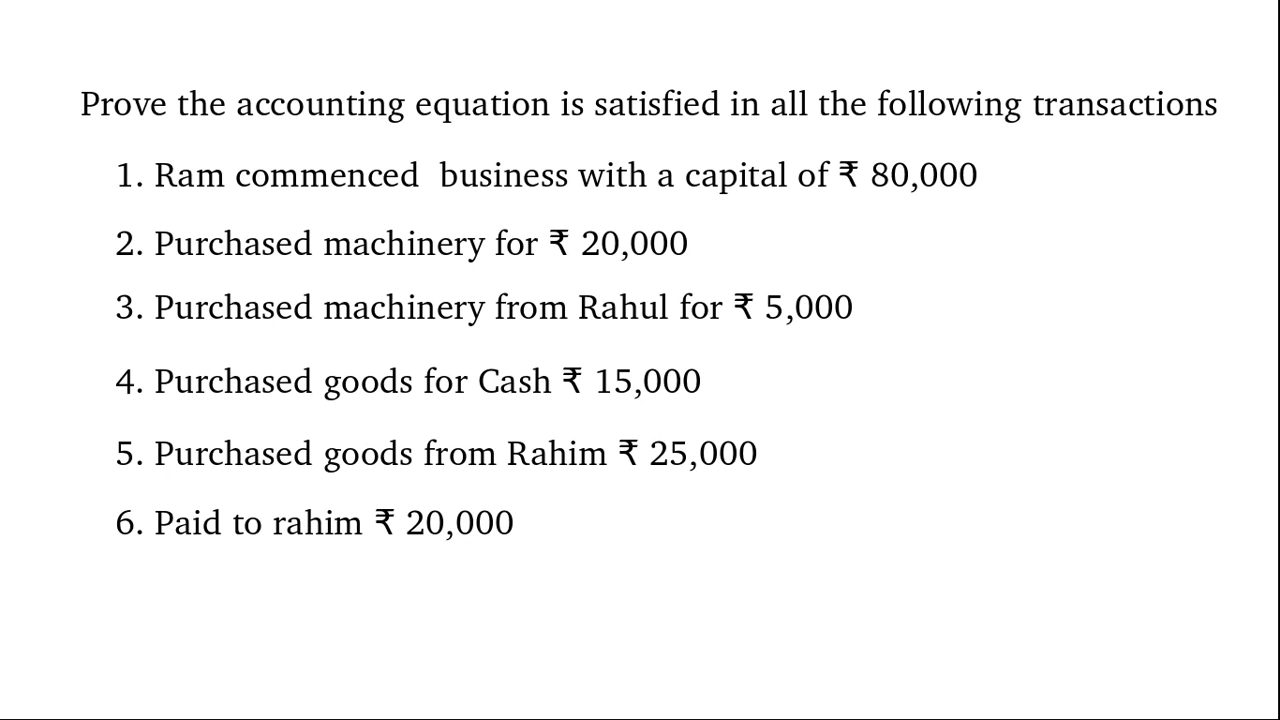 Prove the accounting equation is satisfied in all the following transactions
1. Ram commenced  business with a capital of ₹ 80,000
2. Purchased machinery for ₹ 20,000
3. Purchased machinery from Rahul for ₹ 5,000
4. Purchased goods for Cash ₹ 15,000
5. Purchased goods from Rahim ₹ 25,000
6. Paid to rahim ₹ 20,000